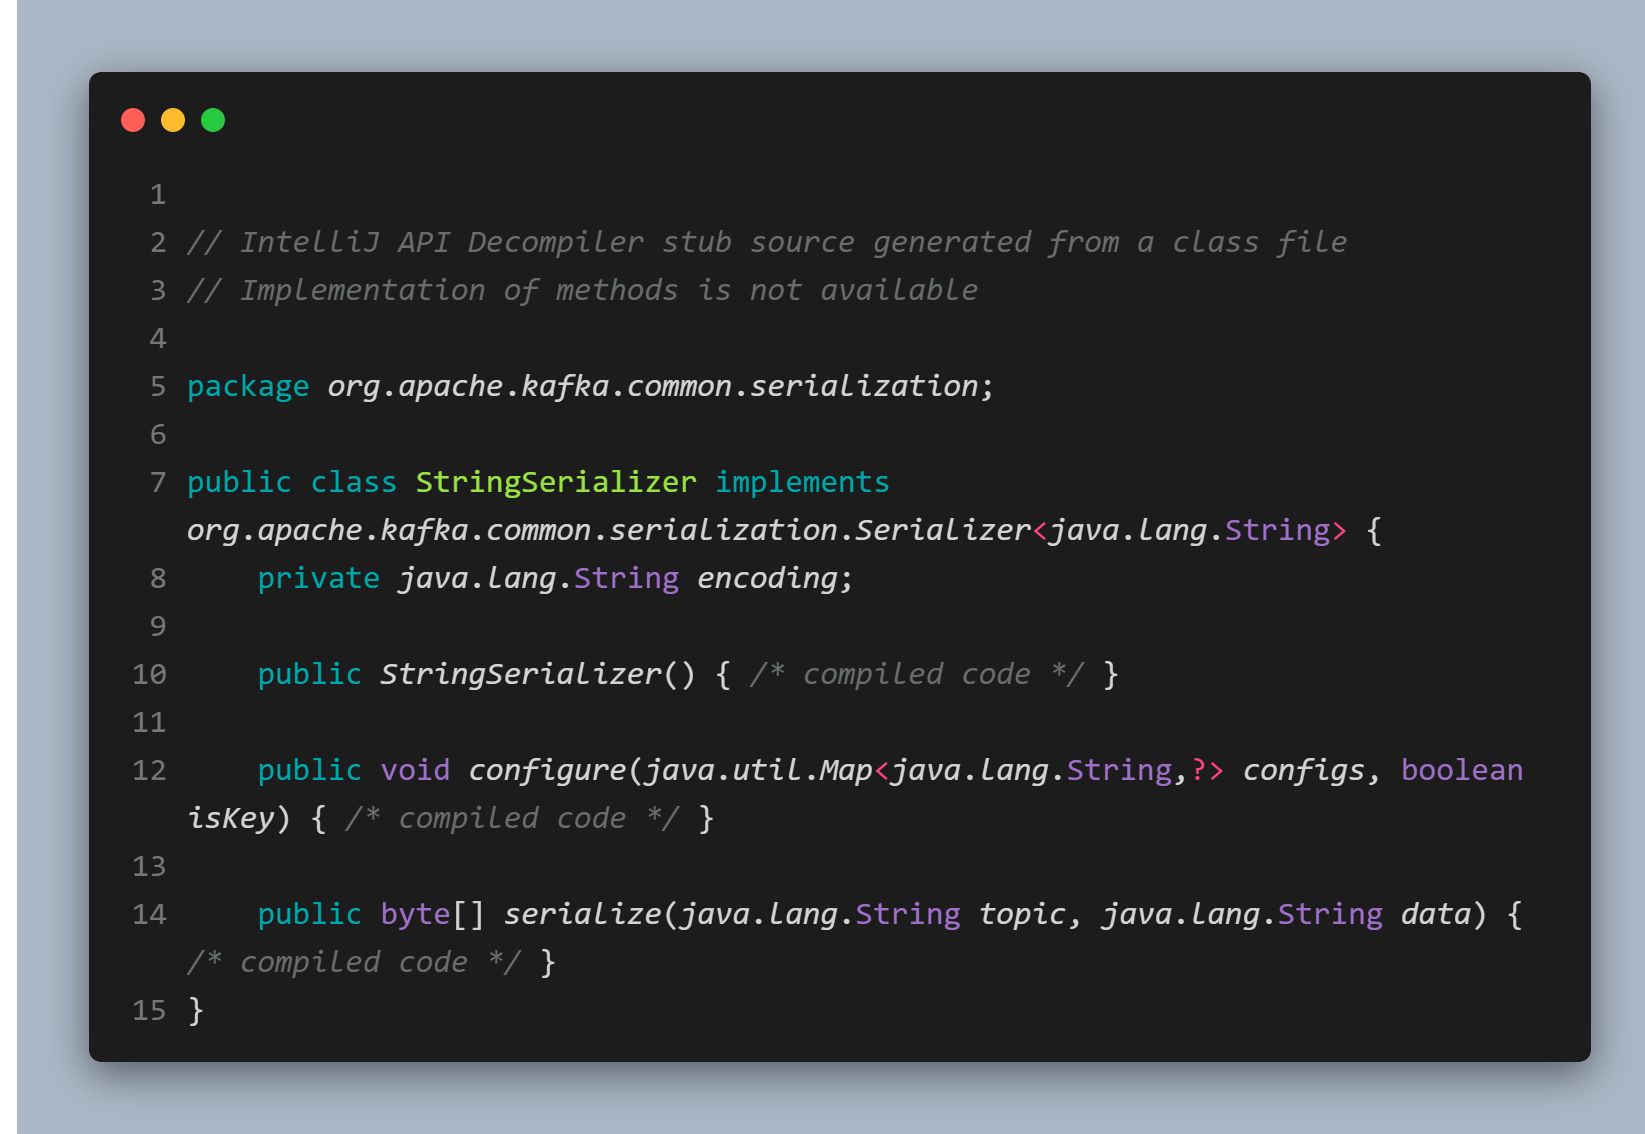 1
2 // IntelliJ API Decompiler stub source generated from a class file
3 // Implementation of methods is not available
4
5 package org.apache.kafka.common.serialization;
6
7 public class StringSerializer implements
org.apache.kafka.common.serialization.Serializer<java.lang.String> {
8     private java.lang.String encoding;
9
10     public StringSerializer() { /* compiled code */ }
11
12     public void configure(java.util.Map<java.lang.String,?> configs, boolean
isKey) { /* compiled code */ }
13
14     public byte[] serialize(java.lang.String topic, java.lang.String data) {
/* compiled code */ }
15 }